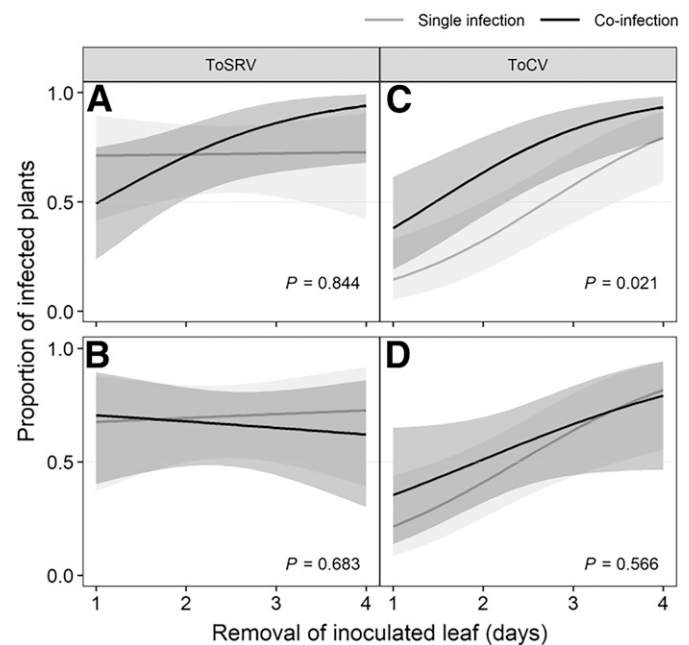 Single infection Co-infection
ToSRV ToCV
A C
1.0
0.5
0.0
P = 0.844 P = 0.021
B D
1.0
0.5
0.0
P = 0.683 P = 0.566
1 2 3 4 1 2 3 4
Proportion of infected plants
Removal of inoculated leaf (days)